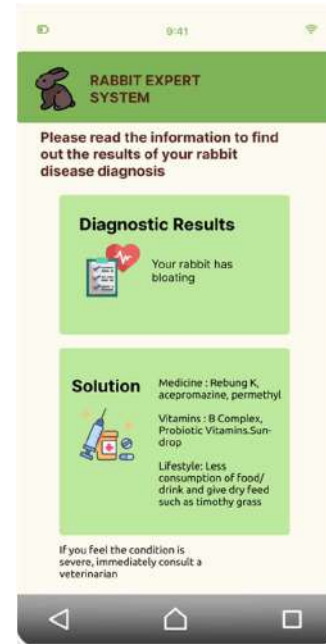 9:41
RABBIT EXPERT
SYSTEM
Please read the information to find
out the results of your rabbit
disease diagnosis
Diagnostic Results
Your rabbit has
bloating
Solution
Medicine : Rebung K,
acepromazine, permethyl
Vitamins : B Complex,
Probiotic Vitamins.Sun-
drop
Lifestyle: Less
consumption of food/
drink and give dry feed
such as timothy grass
If you feel the condition is
severe, immediately consult a
veterinarian